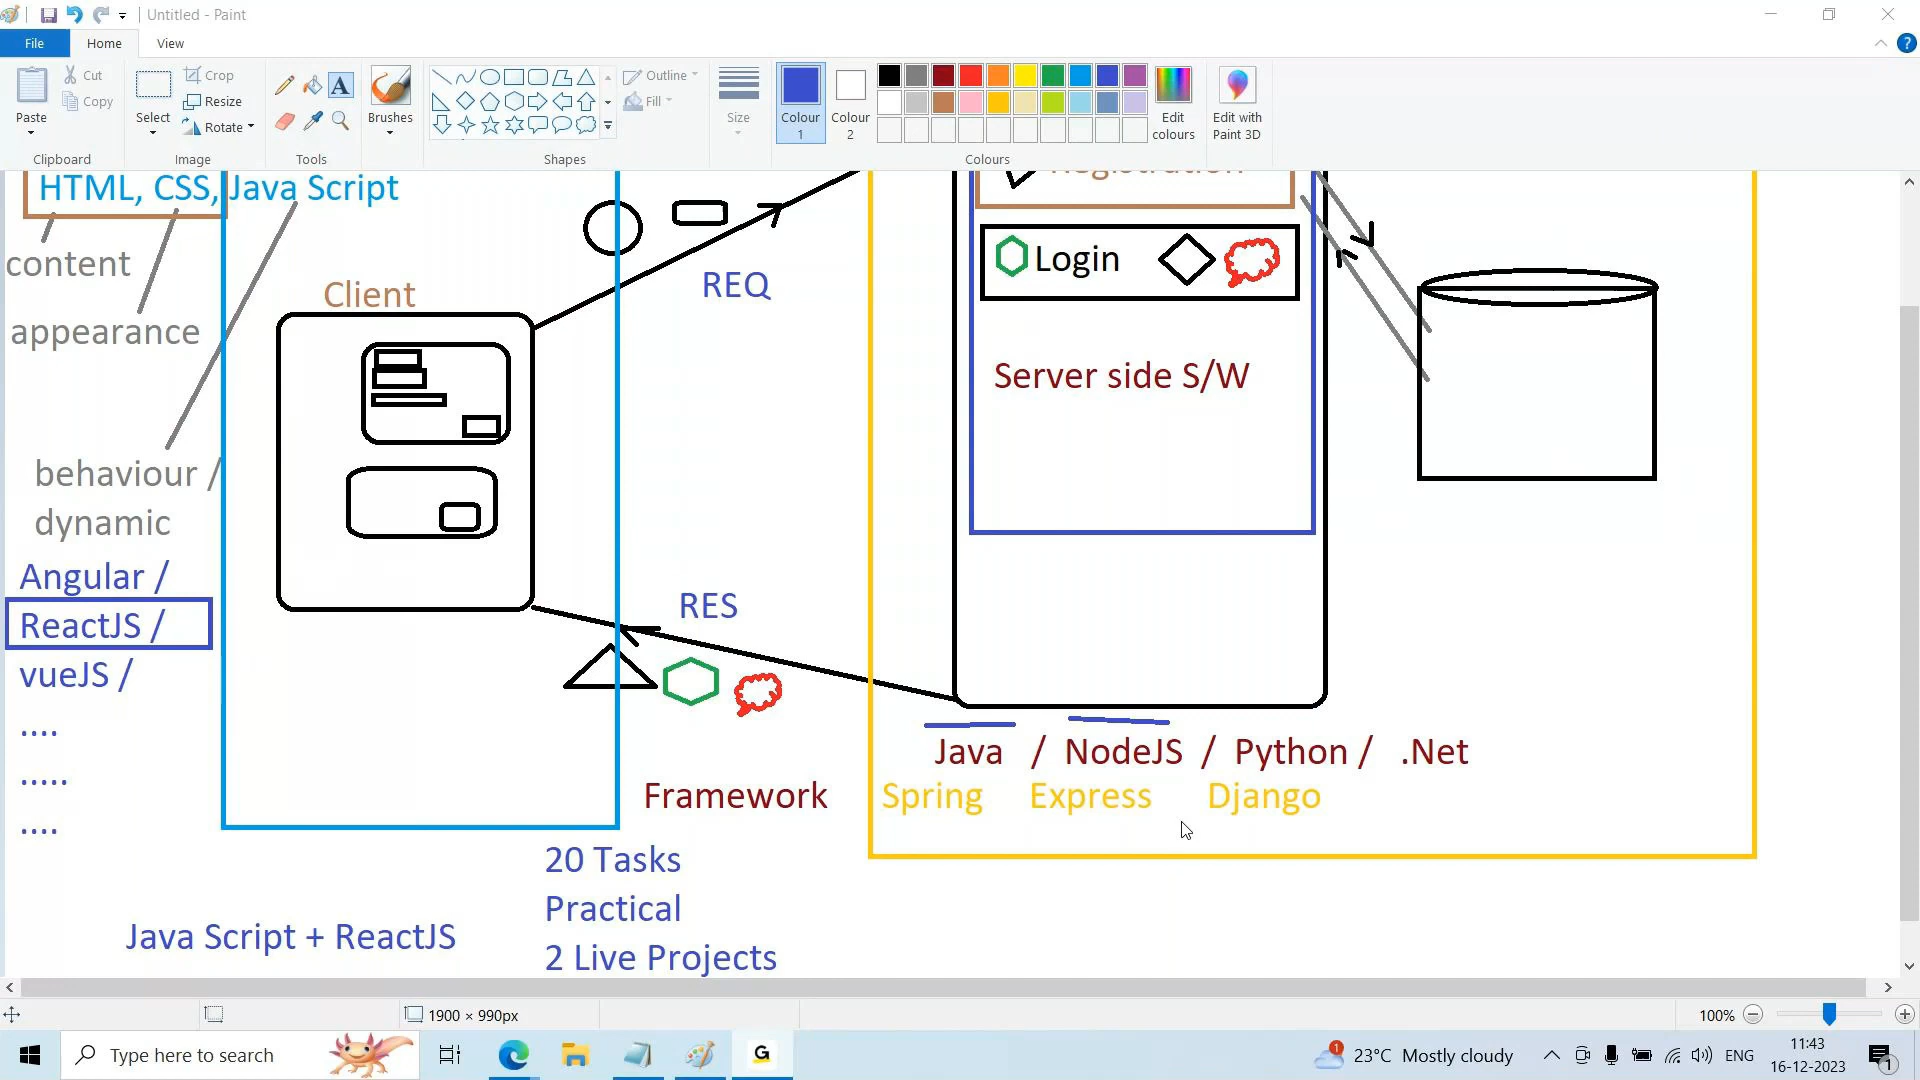 Untitled - Paint
File
Home
View
Paste
Cut
Copy
Clipboard
Select
Crop
Resize
Rotate
Image
A
Tools
Brushes
Shapes
Outline
Fill
Size
Colour 1
Colour 2
Edit colours
Edit with Paint 3D
Colours
?
HTML, CSS, Java Script
Registration
content
Client
REQ
Login
appearance
Server side S/W
behaviour /
dynamic
Angular /
ReactJS /
vueJS /
....
.....
....
RES
Java / NodeJS / Python / .Net
Framework
Spring Express Django
20 Tasks
Practical
2 Live Projects
Java Script + ReactJS
1900 × 990px
100%
Type here to search
G
1
23°C Mostly cloudy
ENG
11:43
16-12-2023
1